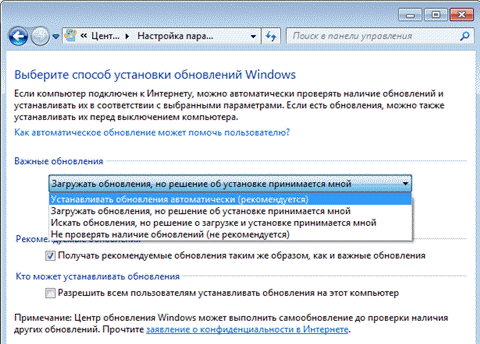 « Цент... ▸ Настройка пара...
Поиск в панели управления
Выберите способ установки обновлений Windows
Если компьютер подключен к Интернету, можно автоматически проверять наличие обновлений и
устанавливать их в соответствии с выбранными параметрами. Если есть обновления, можно также
устанавливать их перед выключением компьютера.
Как автоматическое обновление может помочь пользователю?
Важные обновления
Загружать обновления, но решение об установке принимается мной
Устанавливать обновления автоматически (рекомендуется)
Загружать обновления, но решение об установке принимается мной
Искать обновления, но решение о загрузке и установке принимается мной
Не проверять наличие обновлений (не рекомендуется)
Получать рекомендуемые обновления таким же образом, как и важные обновления
Кто может устанавливать обновления
Разрешить всем пользователям устанавливать обновления на этот компьютер
Примечание: Центр обновления Windows может выполнить самообновление до проверки наличия
других обновлений. Прочтите заявление о конфиденциальности в Интернете.